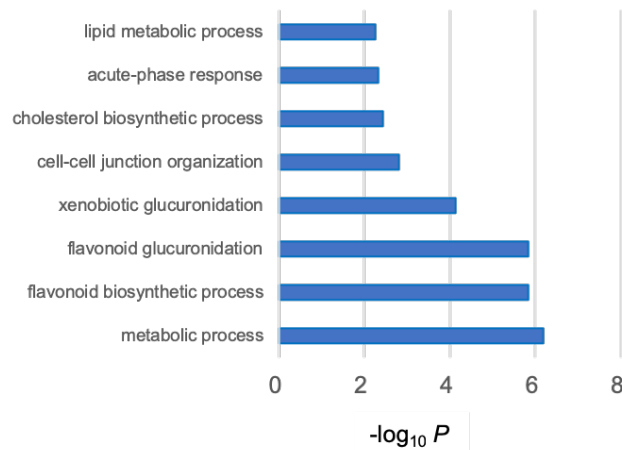 lipid metabolic process
acute-phase response
cholesterol biosynthetic process
cell-cell junction organization
xenobiotic glucuronidation
flavonoid glucuronidation
flavonoid biosynthetic process
metabolic process
0 2 4 6 8
-log₁₀ P